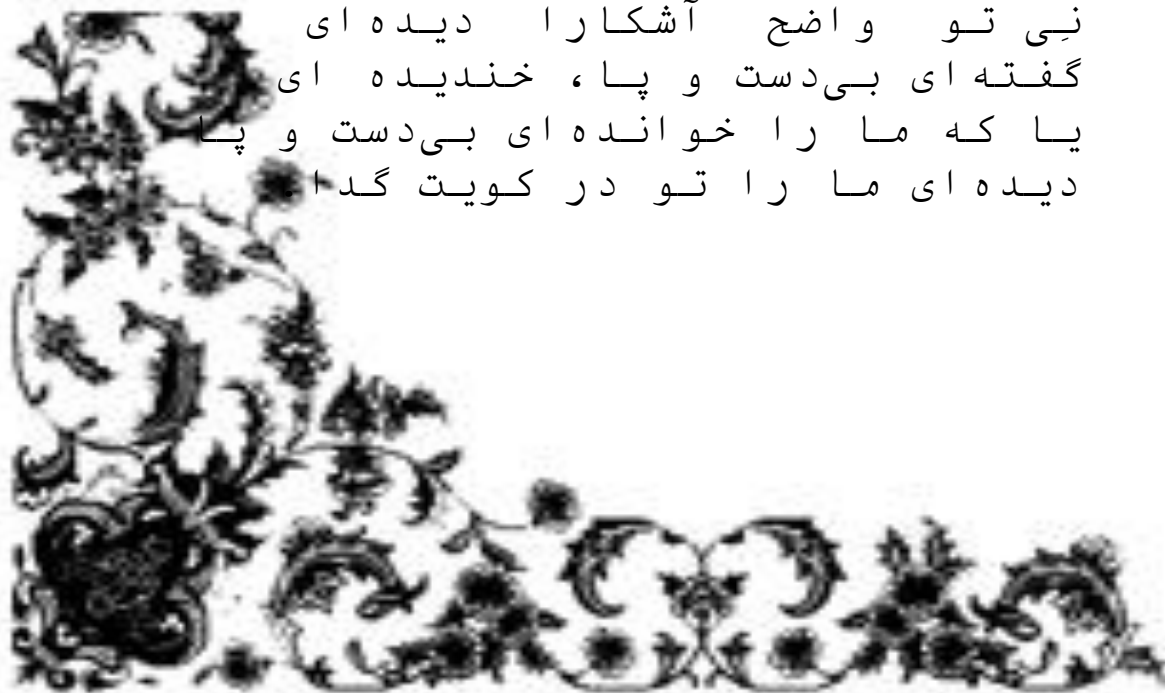 نِی تو واضح آشکارا دیده ای
گفته ای بی‌دست و پا، خندیده ای
یا که ما را خوانده ای بی‌دست و پا
دیده ای ما را تو در کویت گدا